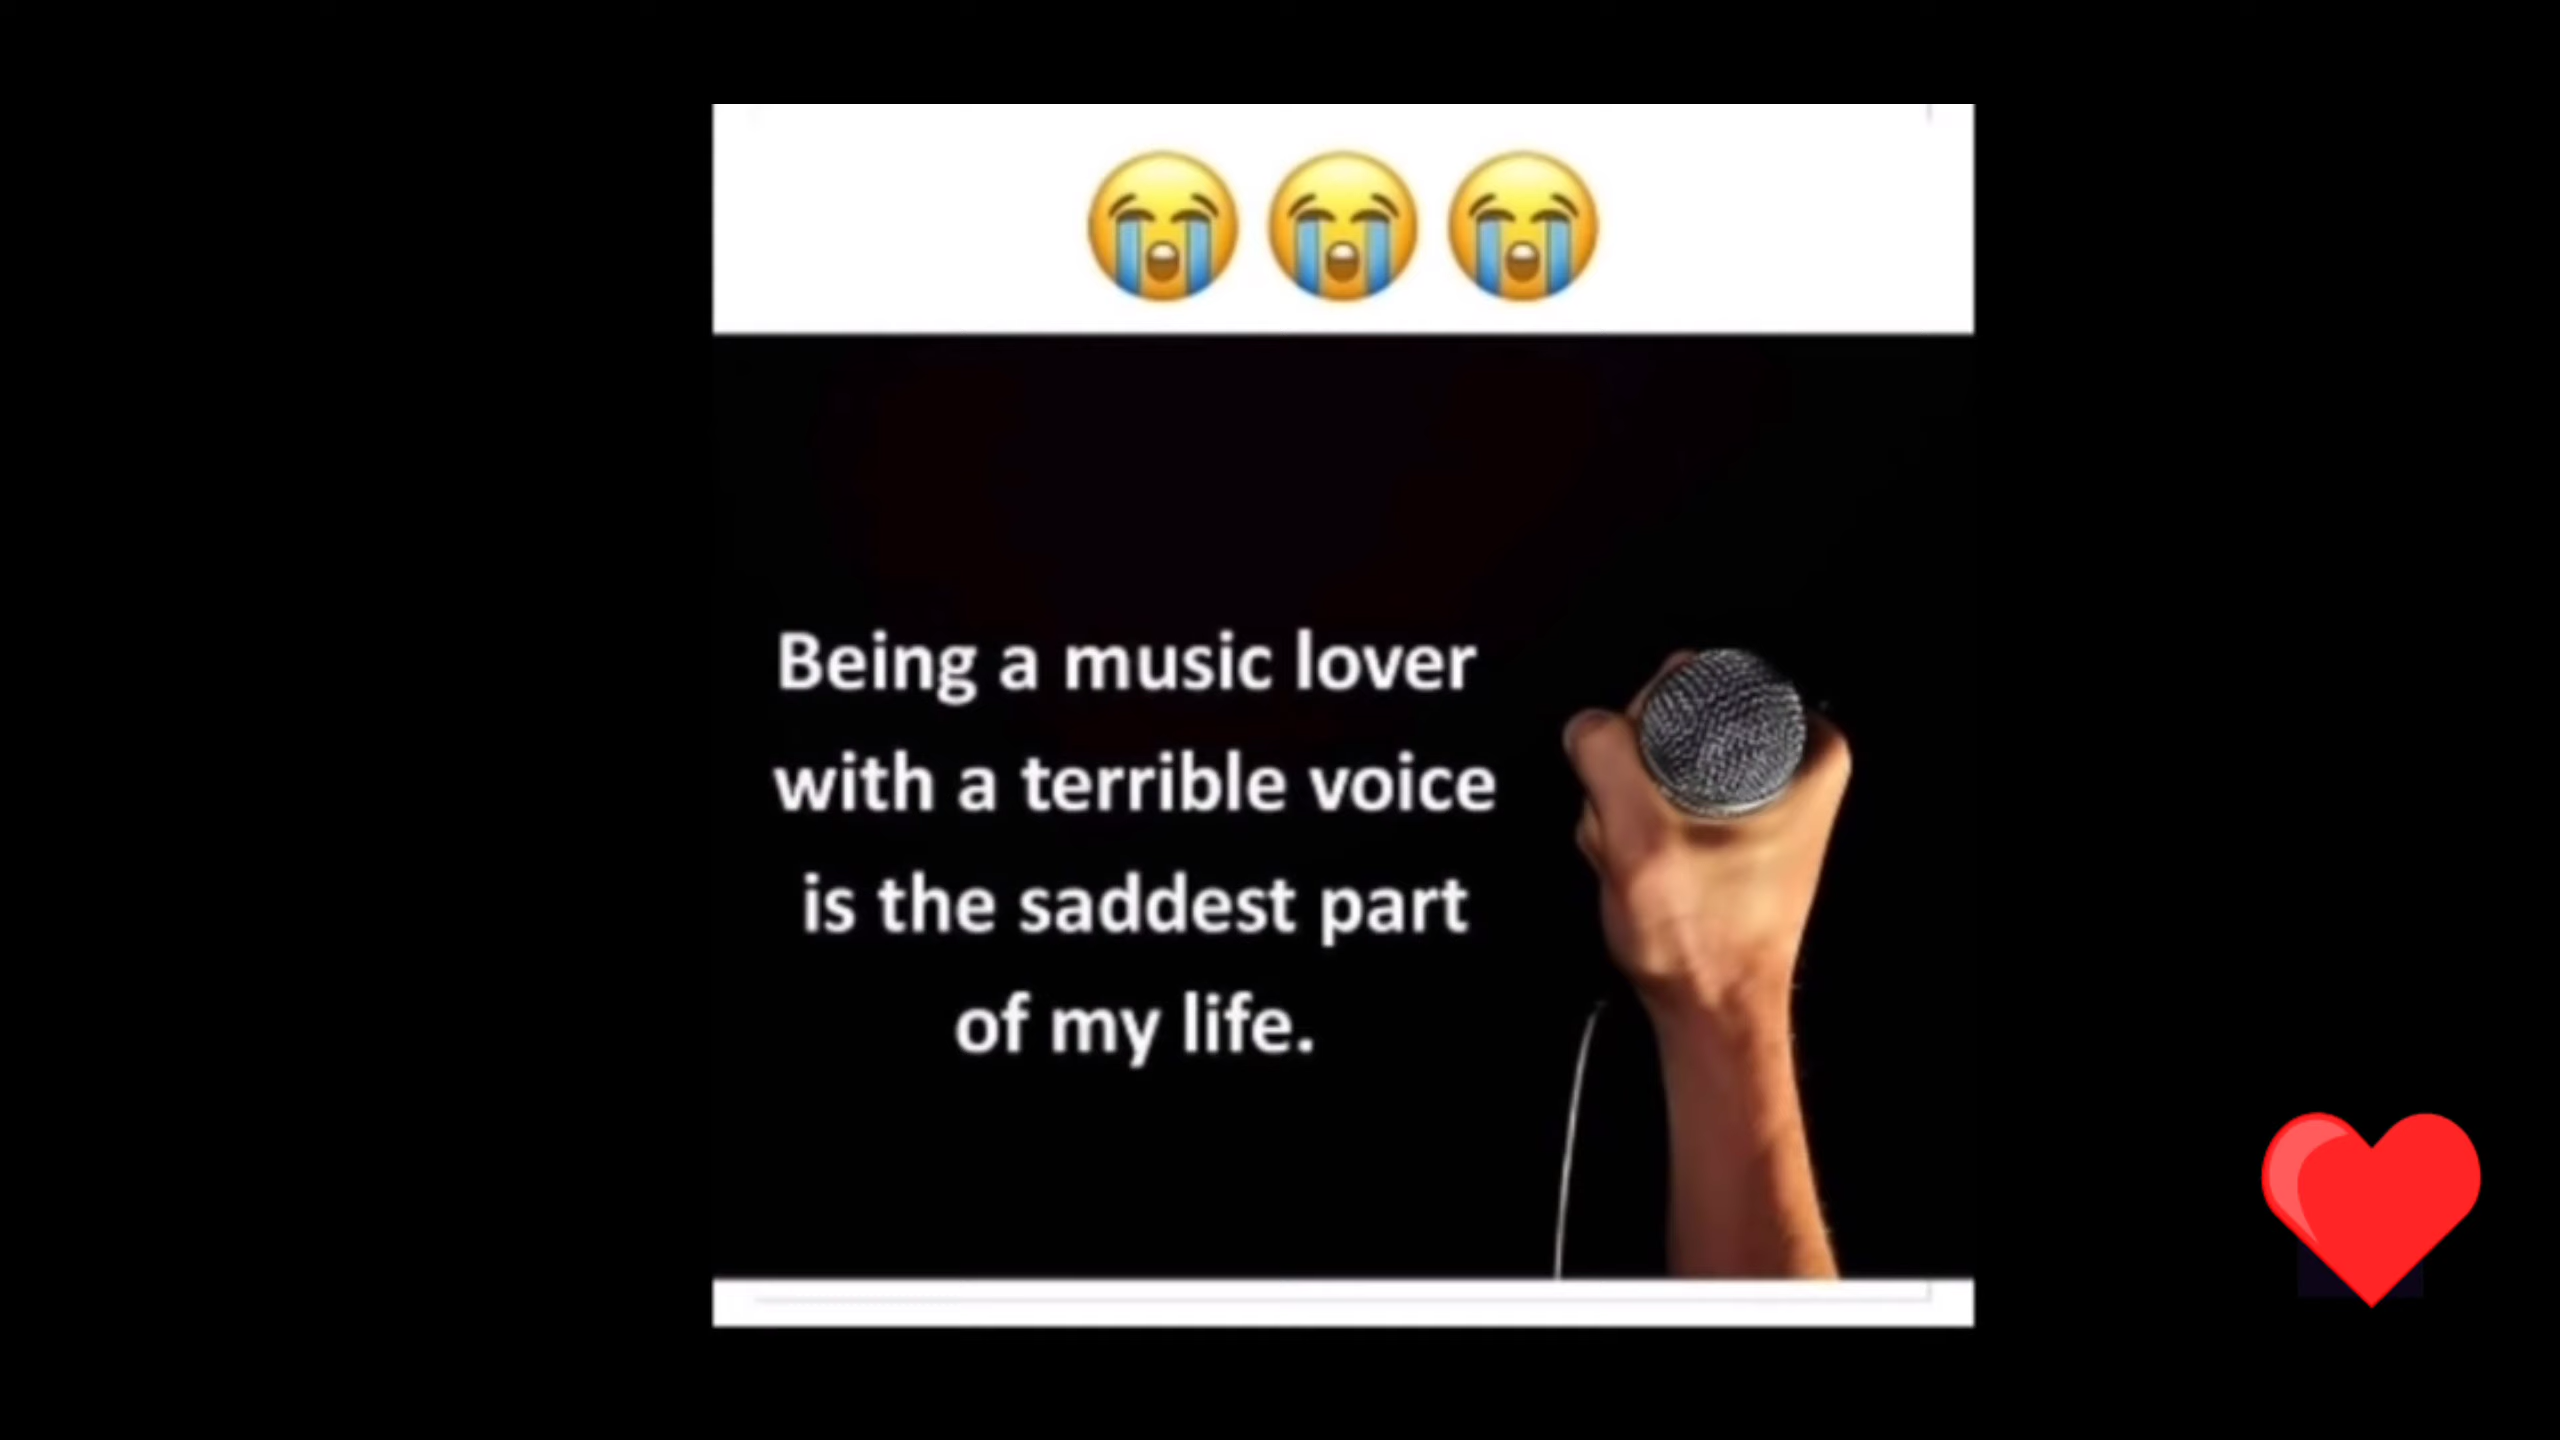 😭😭😭
Being a music lover
with a terrible voice
is the saddest part
of my life.